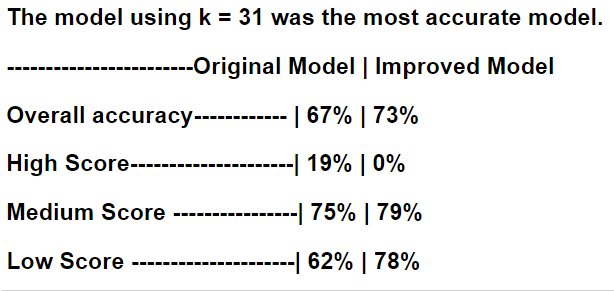 The model using k = 31 was the most accurate model.
------------------------Original Model | Improved Model
Overall accuracy------------ | 67% | 73%
High Score---------------------| 19% | 0%
Medium Score ----------------| 75% | 79%
Low Score ---------------------| 62% | 78%